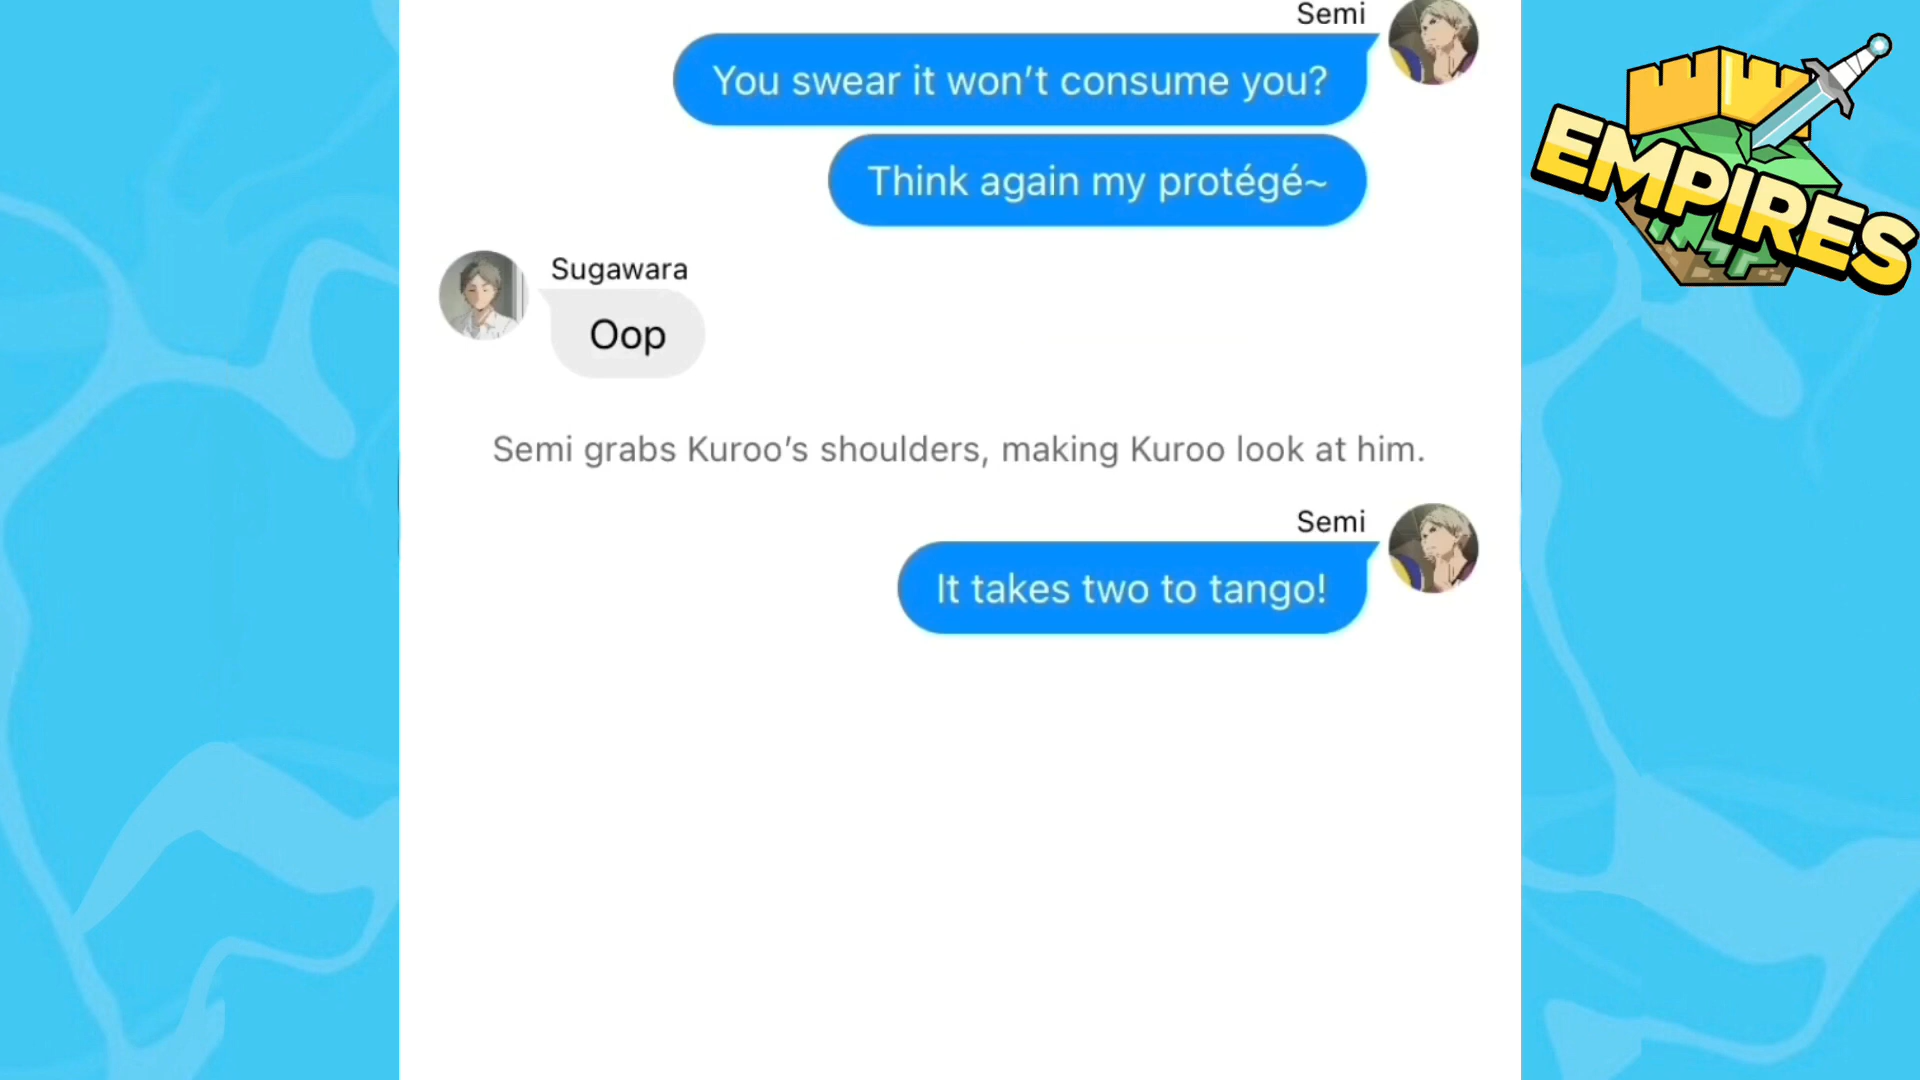 Semi
You swear it won’t consume you?
Think again my protégé~
Sugawara
Oop
Semi grabs Kuroo’s shoulders, making Kuroo look at him.
Semi
It takes two to tango!
EMPIRES